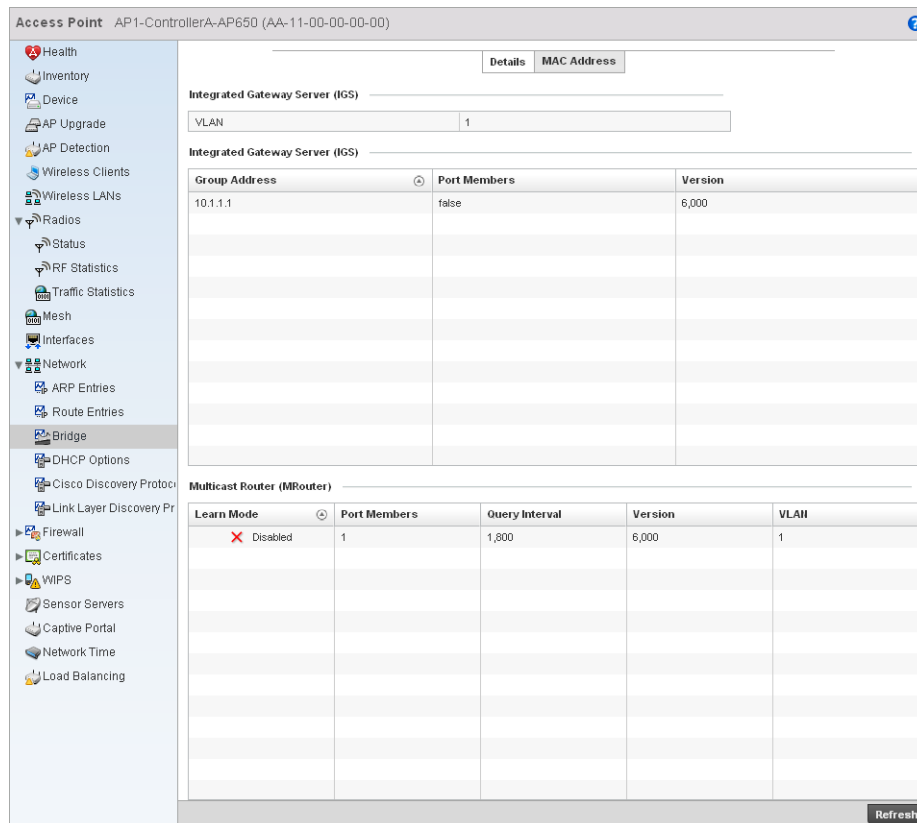 Access Point AP1-ControllerA-AP650 (AA-11-00-00-00-00)
?
Health
Inventory
Device
AP Upgrade
AP Detection
Wireless Clients
Wireless LANs
Radios
Status
RF Statistics
Traffic Statistics
Mesh
Interfaces
Network
ARP Entries
Route Entries
Bridge
DHCP Options
Cisco Discovery Protoc
Link Layer Discovery Pr
Firewall
Certificates
WIPS
Sensor Servers
Captive Portal
Network Time
Load Balancing
Details MAC Address
Integrated Gateway Server (IGS)
VLAN 1
Integrated Gateway Server (IGS)
Group Address Port Members Version
10.1.1.1 false 6,000
Multicast Router (MRouter)
Learn Mode Port Members Query Interval Version VLAN
Disabled 1 1,800 6,000 1
Refresh